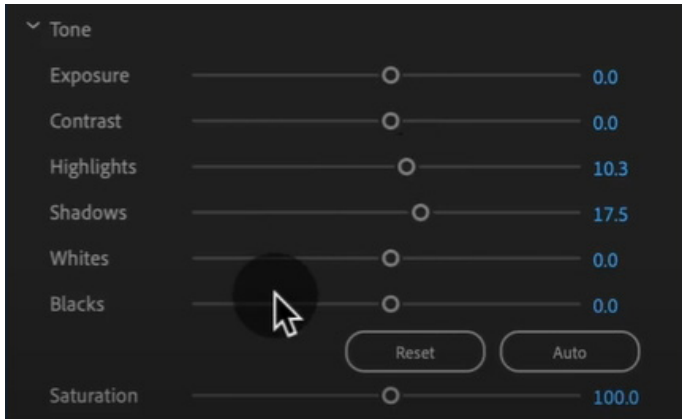 Tone
Exposure 0.0
Contrast 0.0
Highlights 10.3
Shadows 17.5
Whites 0.0
Blacks 0.0
Reset Auto
Saturation 100.0